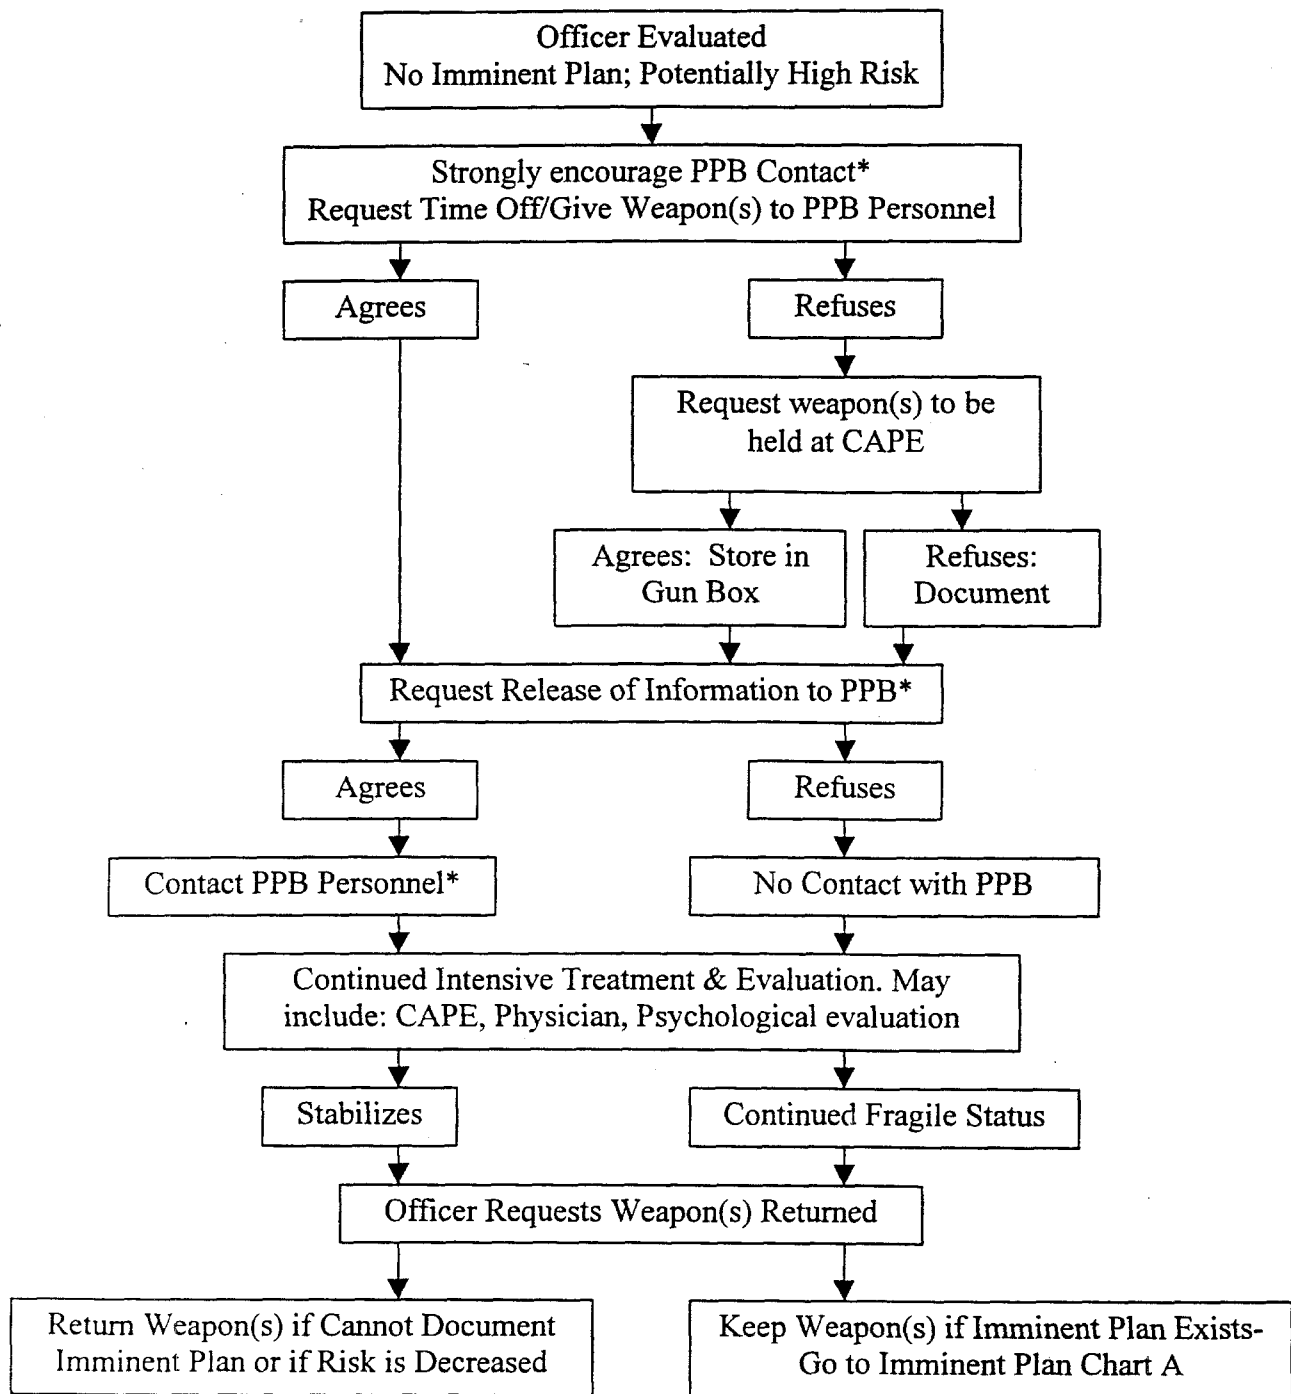 Officer Evaluated
No Imminent Plan; Potentially High Risk
Strongly encourage PPB Contact*
Request Time Off/Give Weapon(s) to PPB Personnel
Agrees
Refuses
Request weapon(s) to be
held at CAPE
Agrees: Store in
Gun Box
Refuses:
Document
Request Release of Information to PPB*
Agrees
Refuses
Contact PPB Personnel*
No Contact with PPB
Continued Intensive Treatment & Evaluation. May
include: CAPE, Physician, Psychological evaluation
Stabilizes
Continued Fragile Status
Officer Requests Weapon(s) Returned
Return Weapon(s) if Cannot Document
Imminent Plan or if Risk is Decreased
Keep Weapon(s) if Imminent Plan Exists-
Go to Imminent Plan Chart A